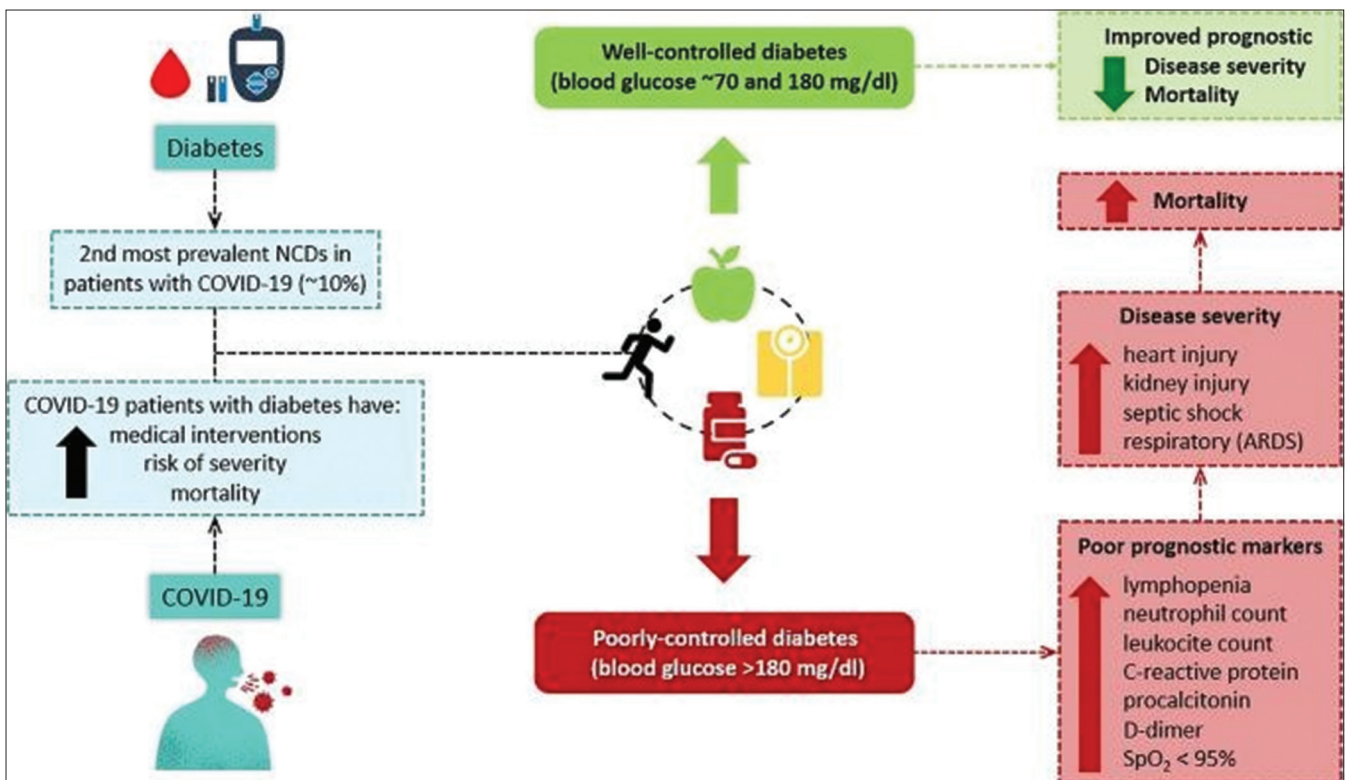 Diabetes
2nd most prevalent NCDs in
patients with COVID-19 (~10%)
COVID-19 patients with diabetes have:
medical interventions
risk of severity
mortality
COVID-19
Well-controlled diabetes
(blood glucose ~70 and 180 mg/dl)
Poorly-controlled diabetes
(blood glucose >180 mg/dl)
Improved prognostic
Disease severity
Mortality
Mortality
Disease severity
heart injury
kidney injury
septic shock
respiratory (ARDS)
Poor prognostic markers
lymphopenia
neutrophil count
leukocite count
C-reactive protein
procalcitonin
D-dimer
SpO₂ < 95%